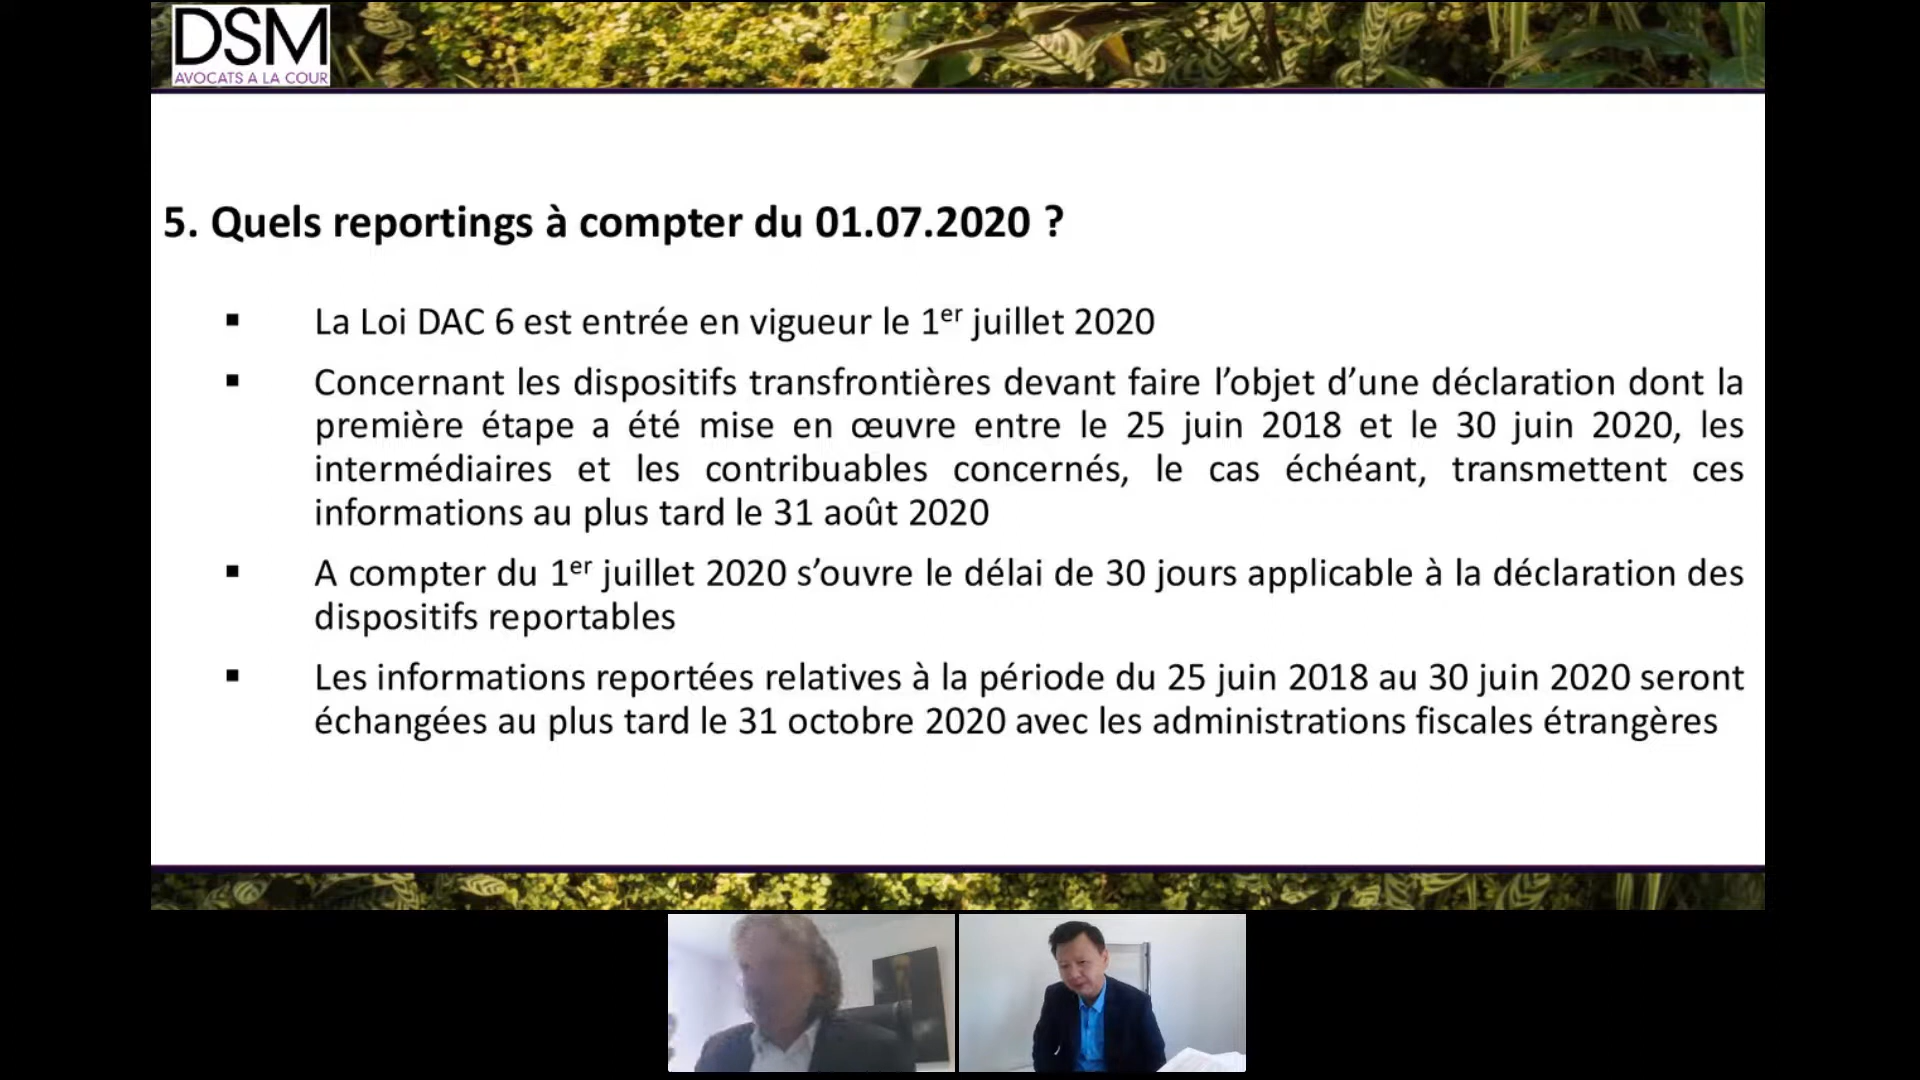 DSM
AVOCATS A LA COUR
5. Quels reportings à compter du 01.07.2020 ?
▪ La Loi DAC 6 est entrée en vigueur le 1er juillet 2020
▪ Concernant les dispositifs transfrontières devant faire l’objet d’une déclaration dont la
première étape a été mise en œuvre entre le 25 juin 2018 et le 30 juin 2020, les
intermédiaires et les contribuables concernés, le cas échéant, transmettent ces
informations au plus tard le 31 août 2020
▪ A compter du 1er juillet 2020 s’ouvre le délai de 30 jours applicable à la déclaration des
dispositifs reportables
▪ Les informations reportées relatives à la période du 25 juin 2018 au 30 juin 2020 seront
échangées au plus tard le 31 octobre 2020 avec les administrations fiscales étrangères